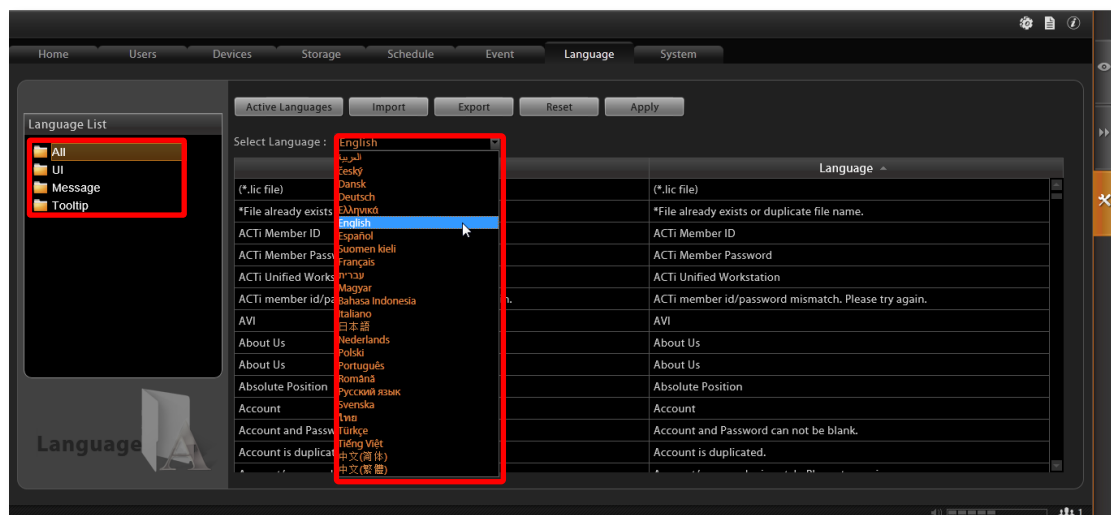 Home Users Devices Storage Schedule Event Language System
Active Languages Import Export Reset Apply
Language List
All
UI
Message
Tooltip
Language
Select Language : English
العربية
Český
Dansk
Deutsch
Ελληνικά
English
Español
Suomen kieli
Français
עברית
Magyar
Bahasa Indonesia
Italiano
日本語
Nederlands
Polski
Português
Română
Русский язык
Svenska
ไทย
Türkçe
Tiếng Việt
中文(简体)
中文(繁體)
Language
(*.lic file) (*.lic file)
*File already exists *File already exists or duplicate file name.
ACTi Member ID ACTi Member ID
ACTi Member Passw ACTi Member Password
ACTi Unified Works ACTi Unified Workstation
ACTi member id/pa n. ACTi member id/password mismatch. Please try again.
AVI AVI
About Us About Us
About Us About Us
Absolute Position Absolute Position
Account Account
Account and Passw Account and Password can not be blank.
Account is duplicat Account is duplicated.
1